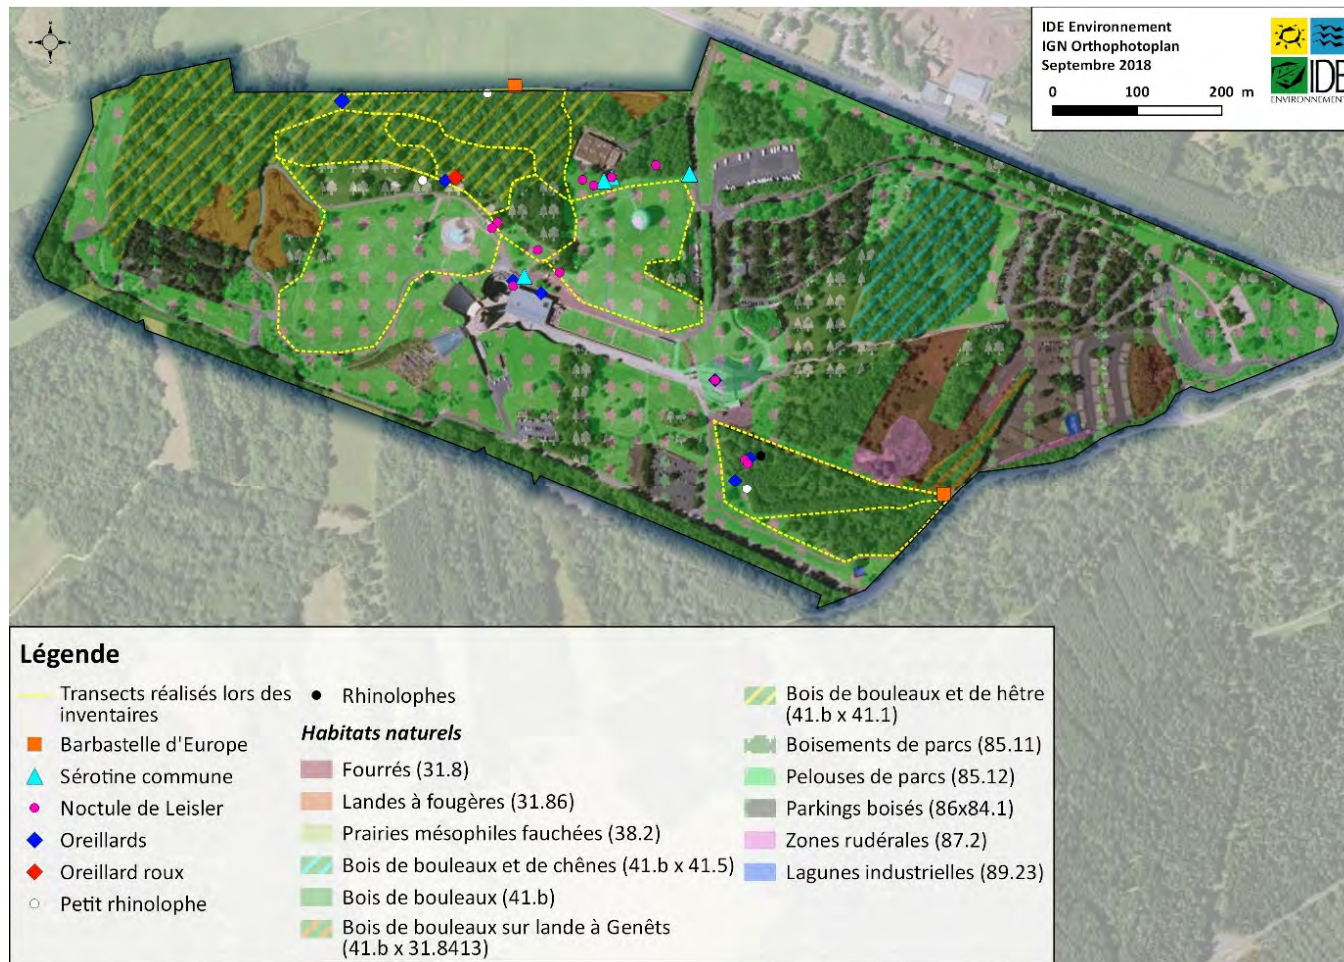 IDE Environnement
IGN Orthophotoplan
Septembre 2018
0 100 200 m
IDE
ENVIRONNEMENT
Légende
Transects réalisés lors des
inventaires
Barbastelle d'Europe
Sérotine commune
Noctule de Leisler
Oreillards
Oreillard roux
Petit rhinolophe
Rhinolophes
Habitats naturels
Fourrés (31.8)
Landes à fougères (31.86)
Prairies mésophiles fauchées (38.2)
Bois de bouleaux et de chênes (41.b x 41.5)
Bois de bouleaux (41.b)
Bois de bouleaux sur lande à Genêts
(41.b x 31.8413)
Bois de bouleaux et de hêtre
(41.b x 41.1)
Boisements de parcs (85.11)
Pelouses de parcs (85.12)
Parkings boisés (86x84.1)
Zones rudérales (87.2)
Lagunes industrielles (89.23)